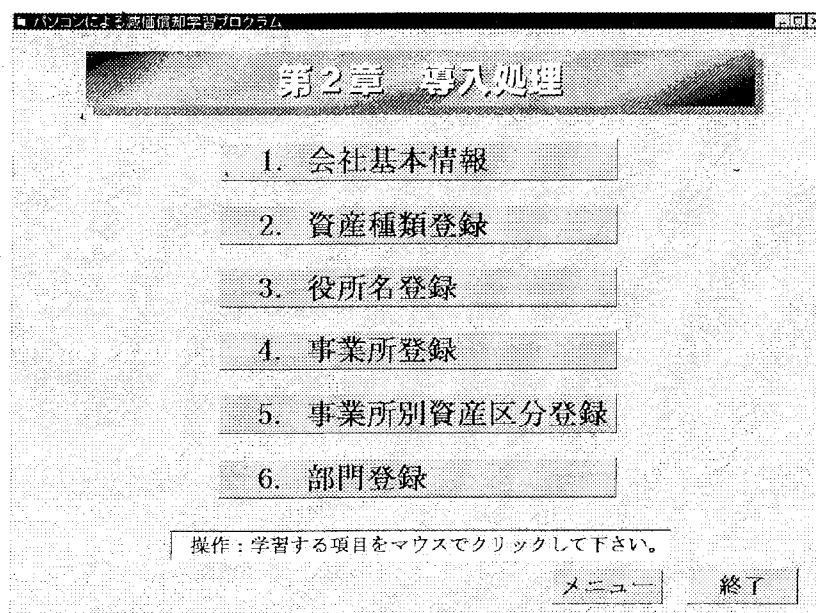 パソコンによる減価償却学習プログラム
第2章　導入処理
1. 会社基本情報
2. 資産種類登録
3. 役所名登録
4. 事業所登録
5. 事業所別資産区分登録
6. 部門登録
操作：学習する項目をマウスでクリックして下さい。
メニュー　終了